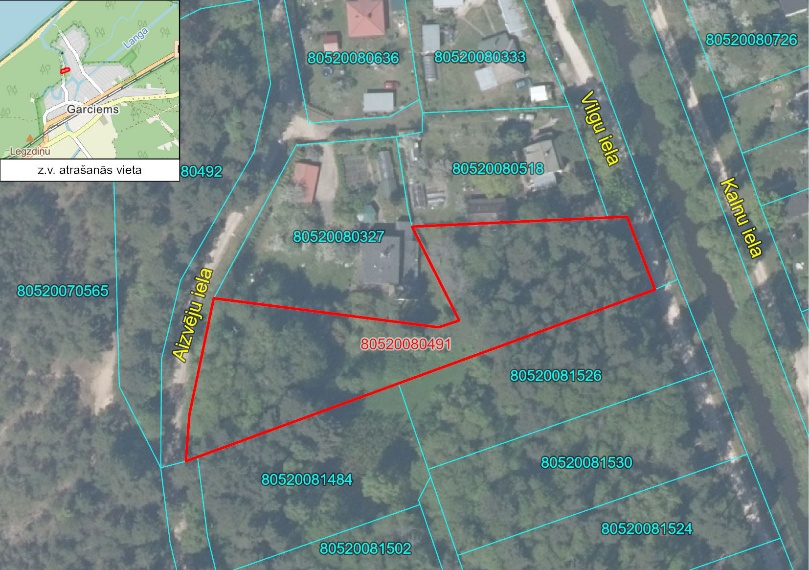 Langa
Garciems
Legzdiņu
z.v. atrašanās vieta
80520080636
80520080333
80520080726
Vilgu iela
80492
80520080518
Kalnu iela
80520080327
80520070565
Aizvēju iela
80520080491
80520081526
80520081530
80520081484
80520081524
80520081502